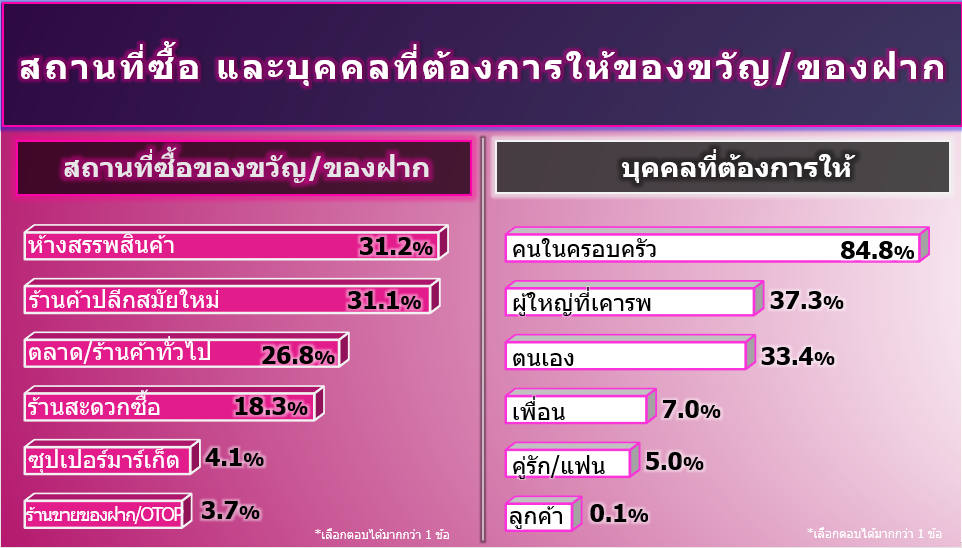 สถานที่ซื้อ และบุคคลที่ต้องการให้ของขวัญ/ของฝาก
สถานที่ซื้อของขวัญ/ของฝาก
ห้างสรรพสินค้า 31.2%
ร้านค้าปลีกสมัยใหม่ 31.1%
ตลาด/ร้านค้าทั่วไป 26.8%
ร้านสะดวกซื้อ 18.3%
ซุปเปอร์มาร์เก็ต 4.1%
ร้านขายของฝาก/OTOP 3.7%
*เลือกตอบได้มากกว่า 1 ข้อ
บุคคลที่ต้องการให้
คนในครอบครัว 84.8%
ผู้ใหญ่ที่เคารพ 37.3%
ตนเอง 33.4%
เพื่อน 7.0%
คู่รัก/แฟน 5.0%
ลูกค้า 0.1%
*เลือกตอบได้มากกว่า 1 ข้อ